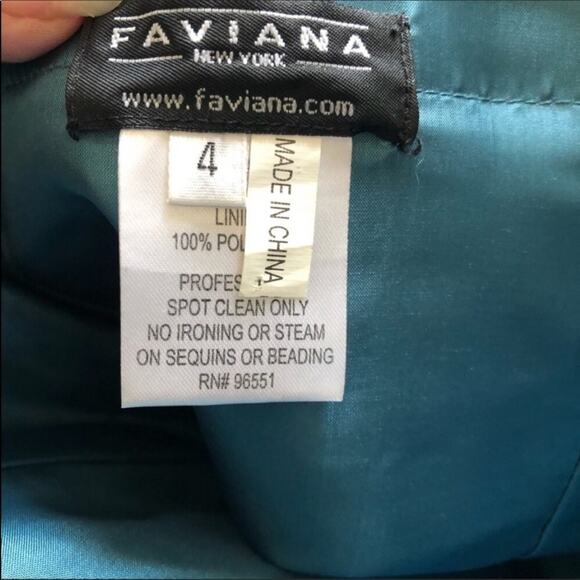 FAVIANA
NEW YORK
www.faviana.com
4
MADE IN CHINA
100%
SPOT CLEAN ONLY
NO IRONING OR STEAM
ON SEQUINS OR BEADING
RN# 96551